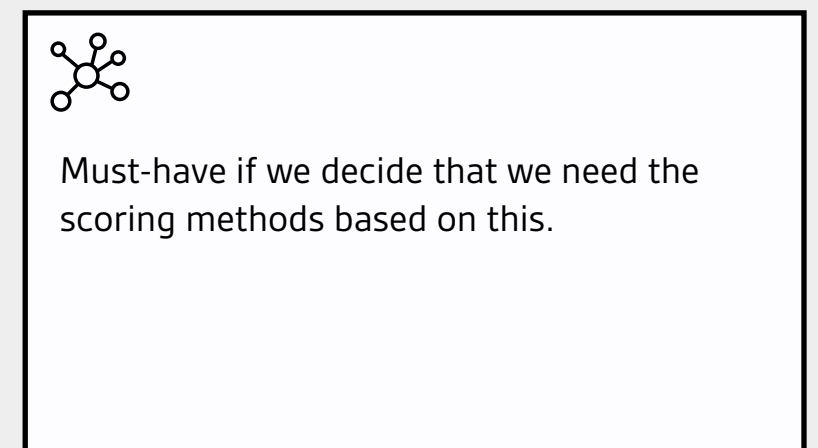 Must-have if we decide that we need the
scoring methods based on this.